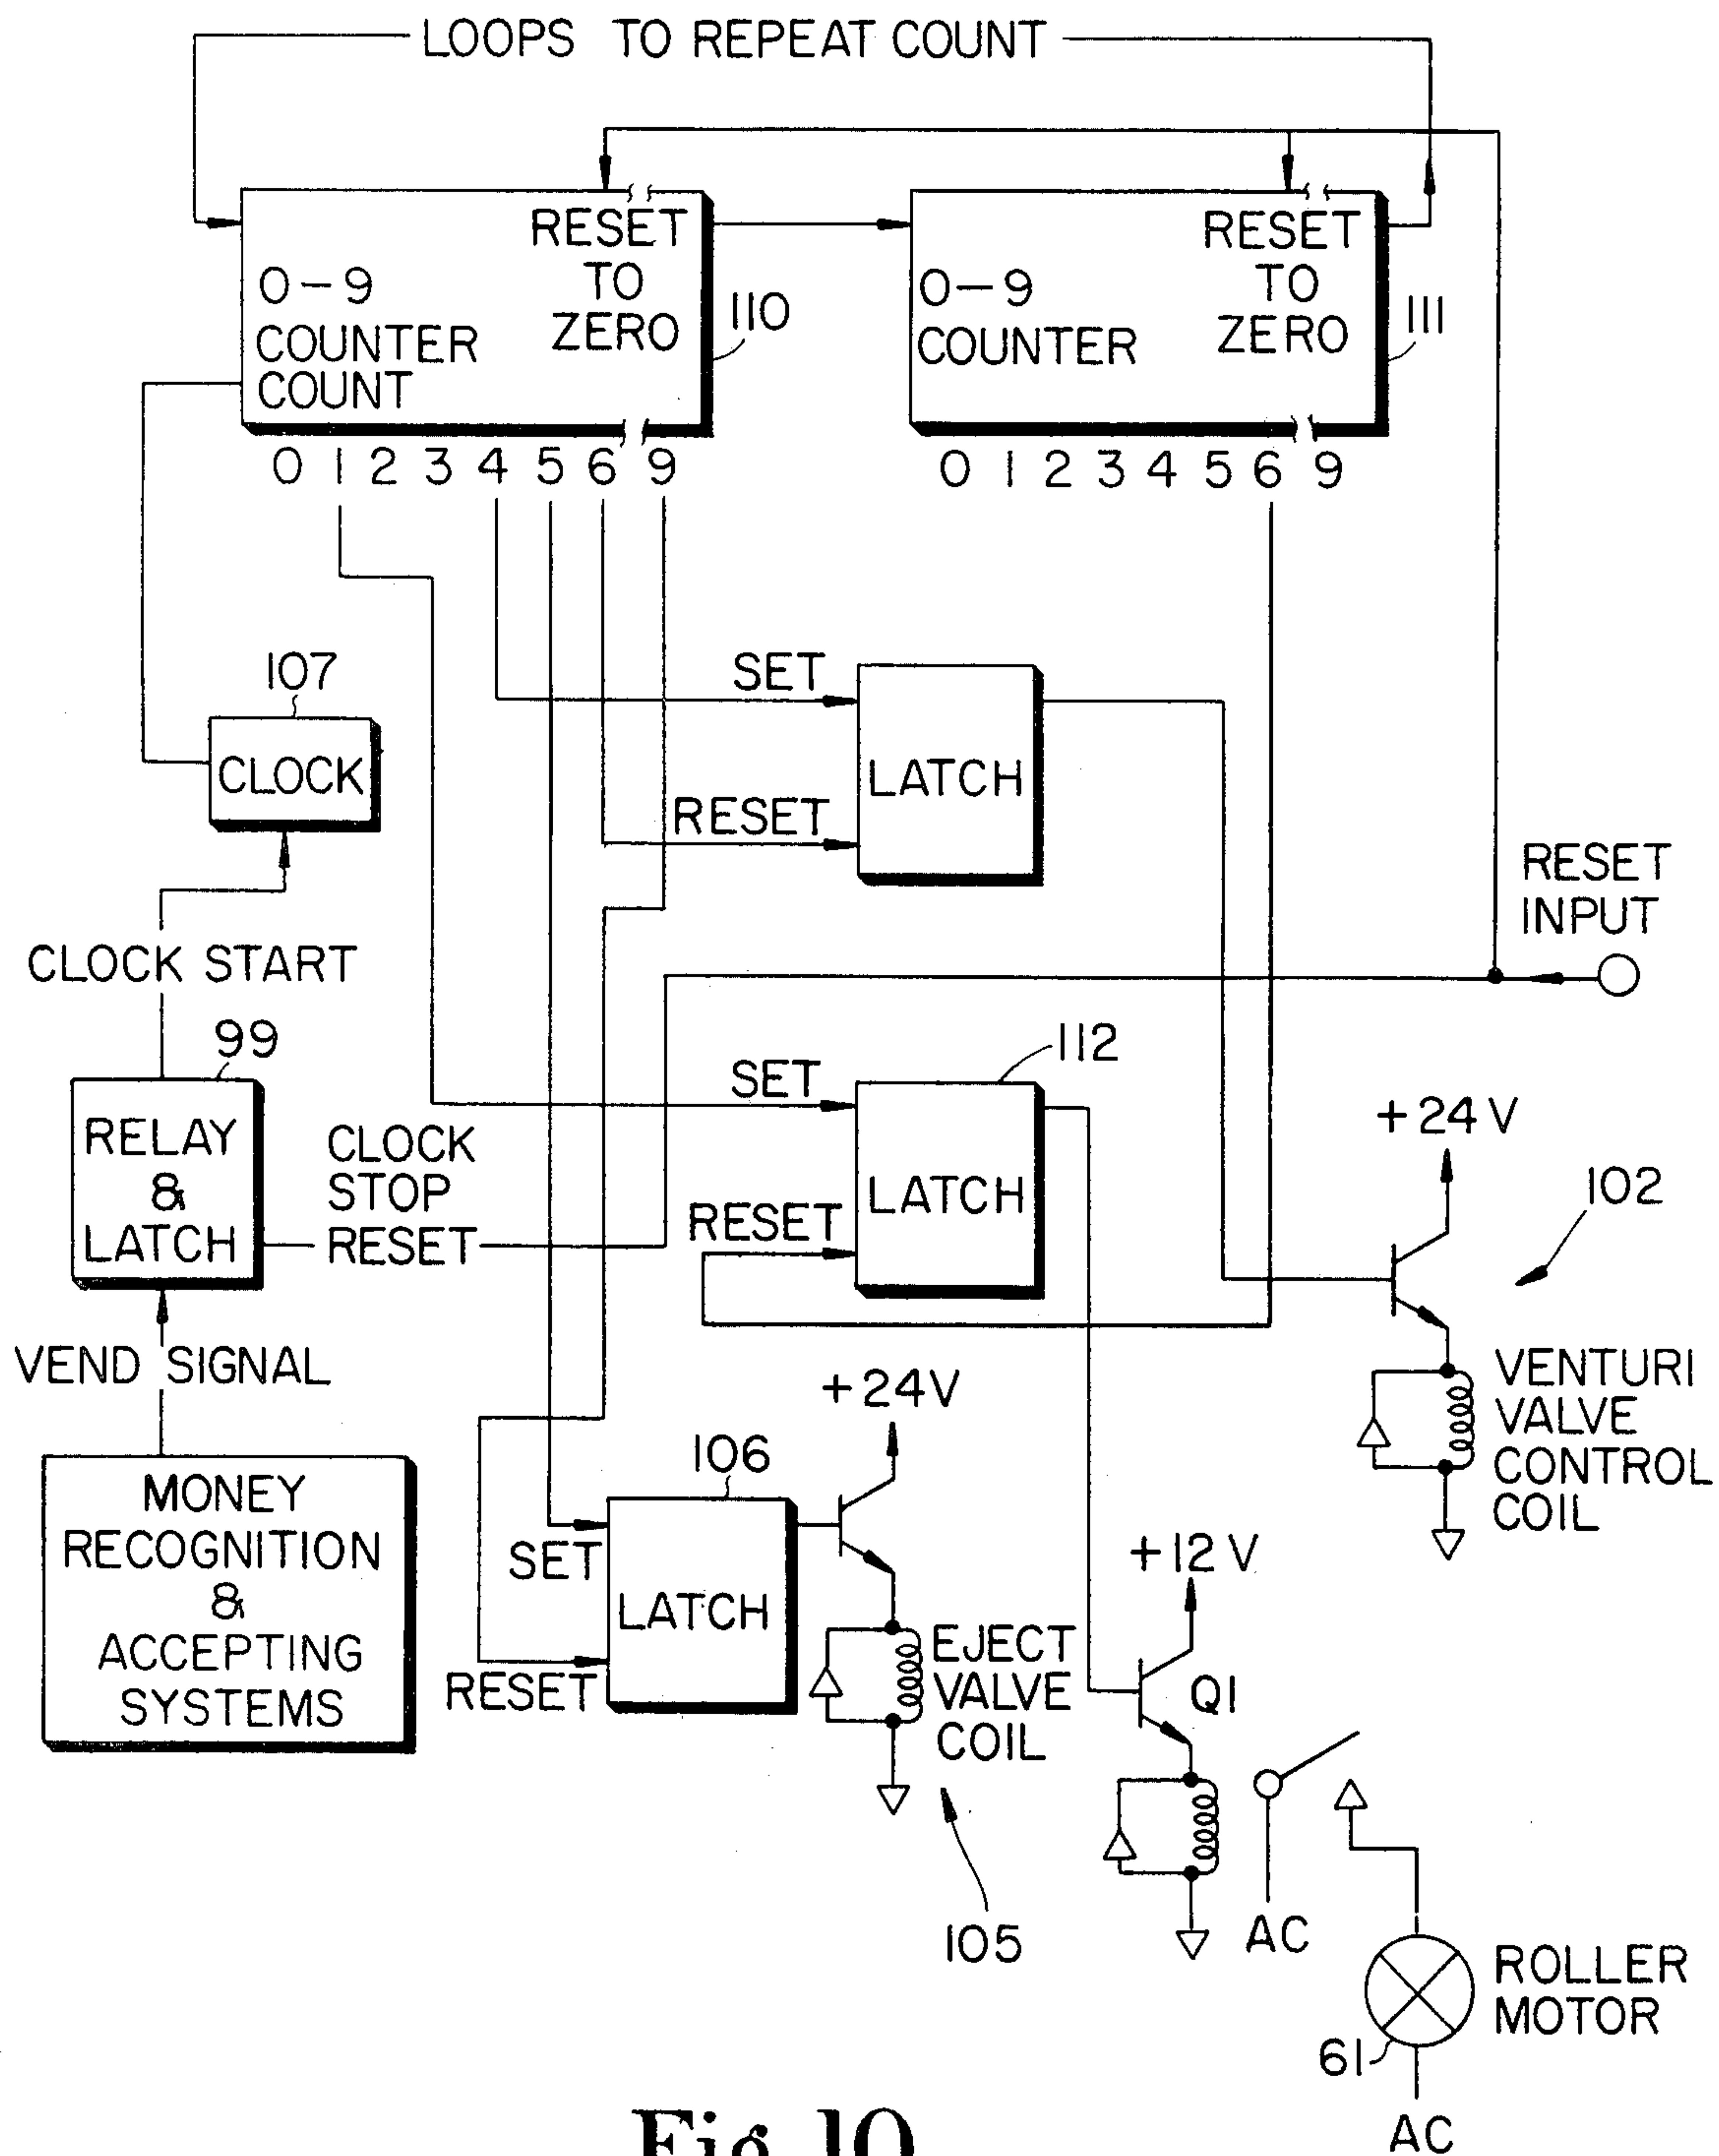 LOOPS TO REPEAT COUNT
RESET
TO
ZERO
0-9
COUNTER
COUNT
110
RESET
TO
ZERO
0-9
COUNTER
111
0 1 2 3 4 5 6 9
0 1 2 3 4 5 6 9
107
CLOCK
SET
RESET
LATCH
RESET
INPUT
CLOCK START
99
RELAY
&
LATCH
CLOCK
STOP
RESET
SET
RESET
112
LATCH
+24V
102
VENTURI
VALVE
CONTROL
COIL
VEND SIGNAL
MONEY
RECOGNITION
&
ACCEPTING
SYSTEMS
106
SET
RESET
LATCH
+24V
EJECT
VALVE
COIL
105
+12V
Q1
AC
ROLLER
MOTOR
61
AC
Fig. 10